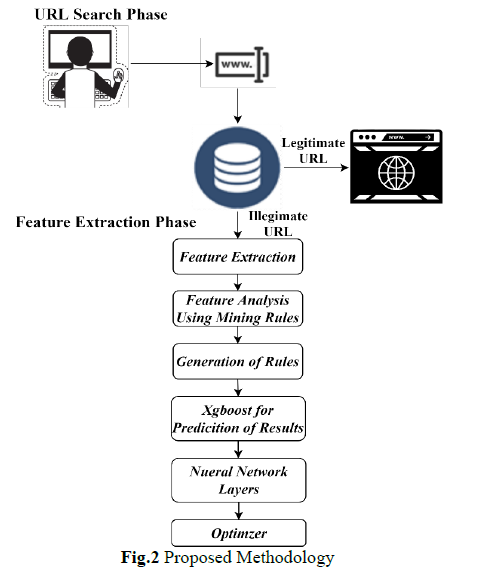 URL Search Phase
WWW.
Legitimate
URL
WWW.
Feature Extraction Phase
Illegimate
URL
Feature Extraction
Feature Analysis
Using Mining Rules
Generation of Rules
Xgboost for
Predicition of Results
Nueral Network
Layers
Optimzer
Fig.2 Proposed Methodology